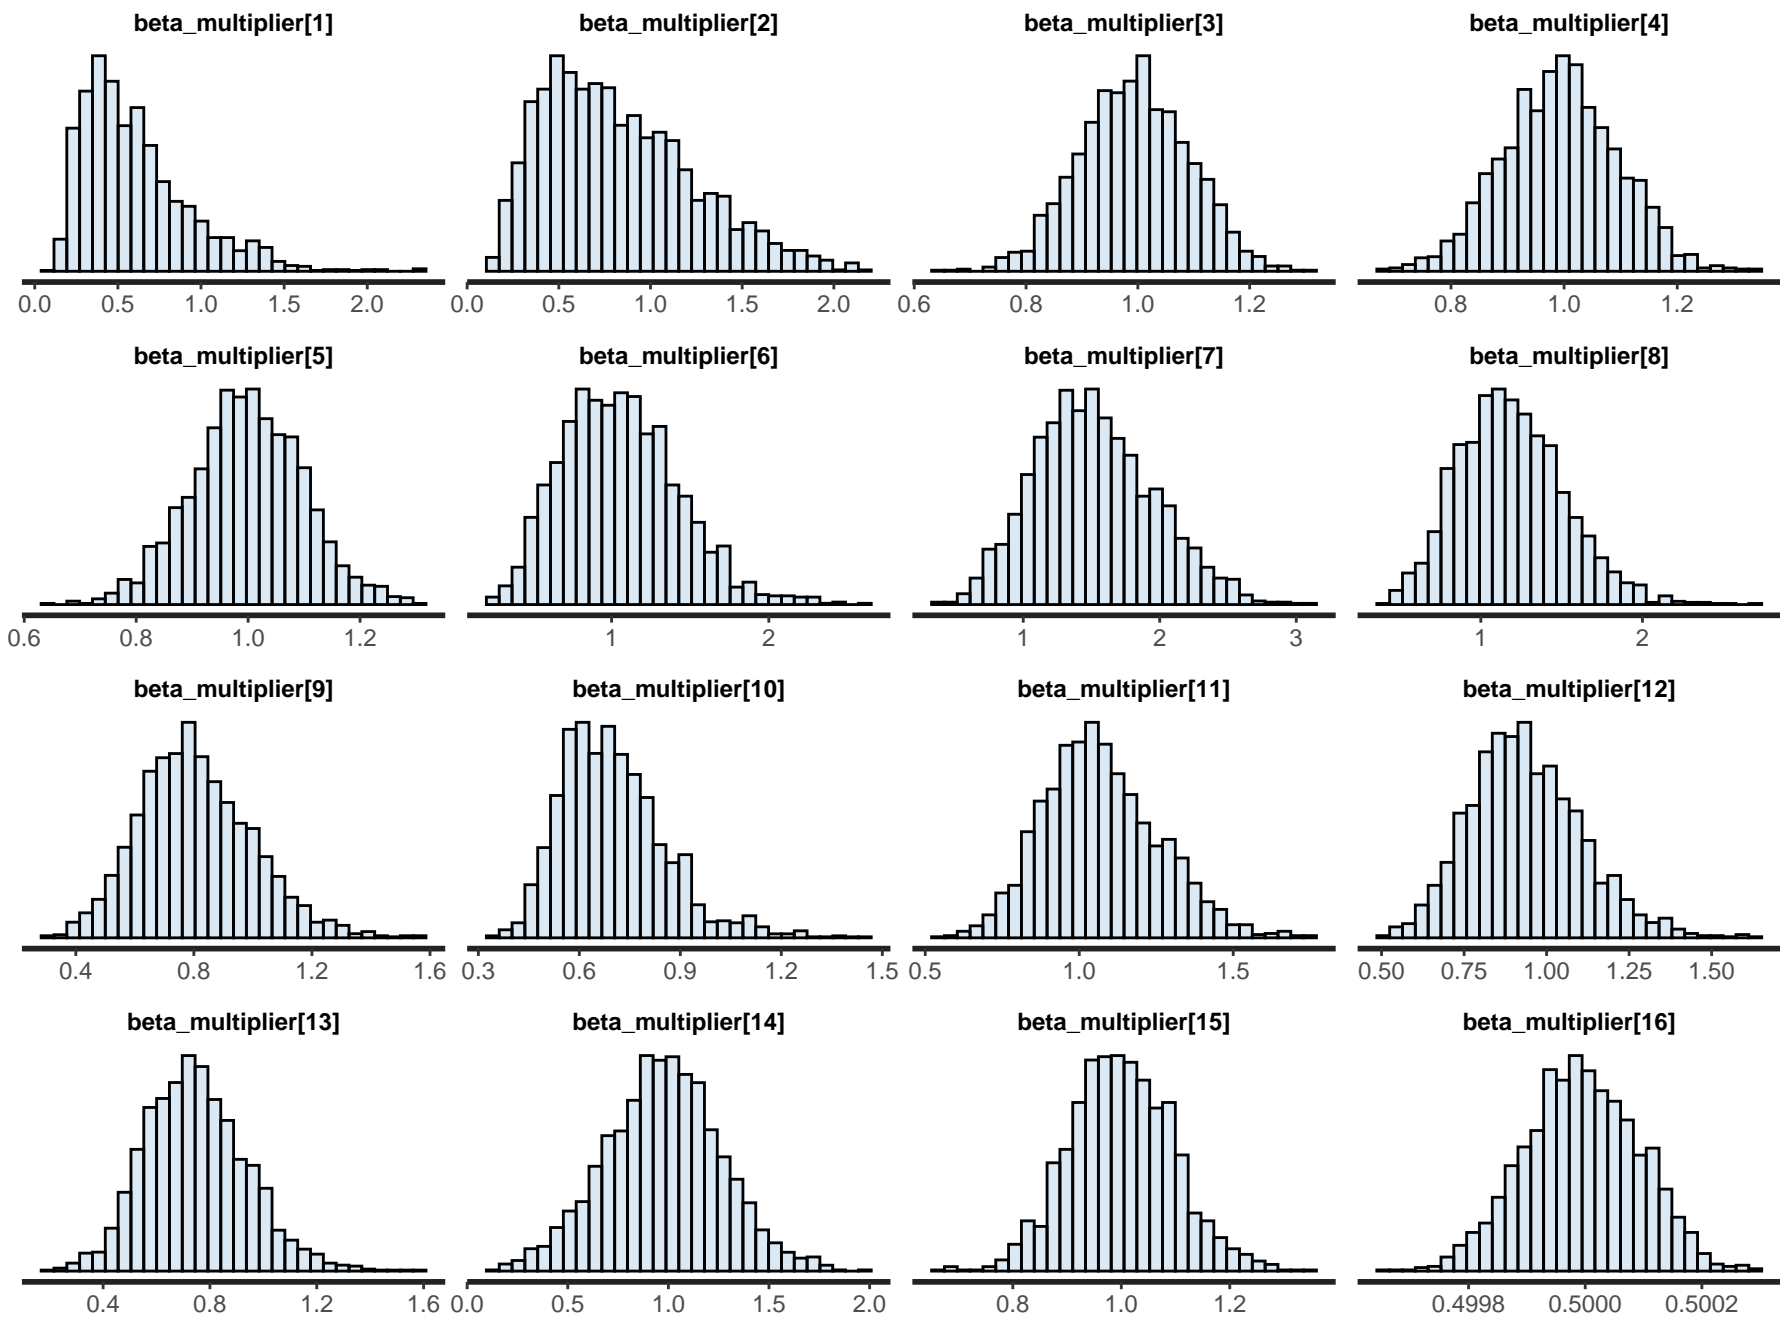 beta_multiplier[1] beta_multiplier[2] beta_multiplier[3] beta_multiplier[4]
0.0 0.5 1.0 1.5 2.0 0.0 0.5 1.0 1.5 2.0 0.6 0.8 1.0 1.2 0.8 1.0 1.2
beta_multiplier[5] beta_multiplier[6] beta_multiplier[7] beta_multiplier[8]
0.6 0.8 1.0 1.2 1 2 1 2 3 1 2
beta_multiplier[9] beta_multiplier[10] beta_multiplier[11] beta_multiplier[12]
0.4 0.8 1.2 1.6 0.3 0.6 0.9 1.2 1.5 0.5 1.0 1.5 0.50 0.75 1.00 1.25 1.50
beta_multiplier[13] beta_multiplier[14] beta_multiplier[15] beta_multiplier[16]
0.4 0.8 1.2 1.6 0.0 0.5 1.0 1.5 2.0 0.8 1.0 1.2 0.4998 0.5000 0.5002